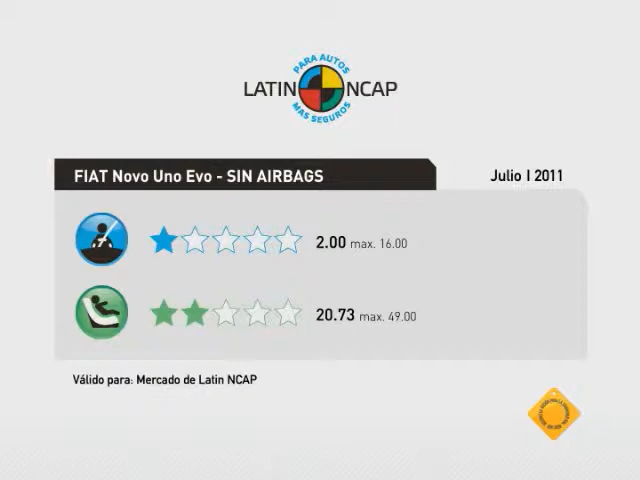 PARA AUTOS
LATIN NCAP
MAS SEGUROS
FIAT Novo Uno Evo - SIN AIRBAGS
Julio I 2011
2.00 max. 16.00
20.73 max. 49.00
Válido para: Mercado de Latin NCAP